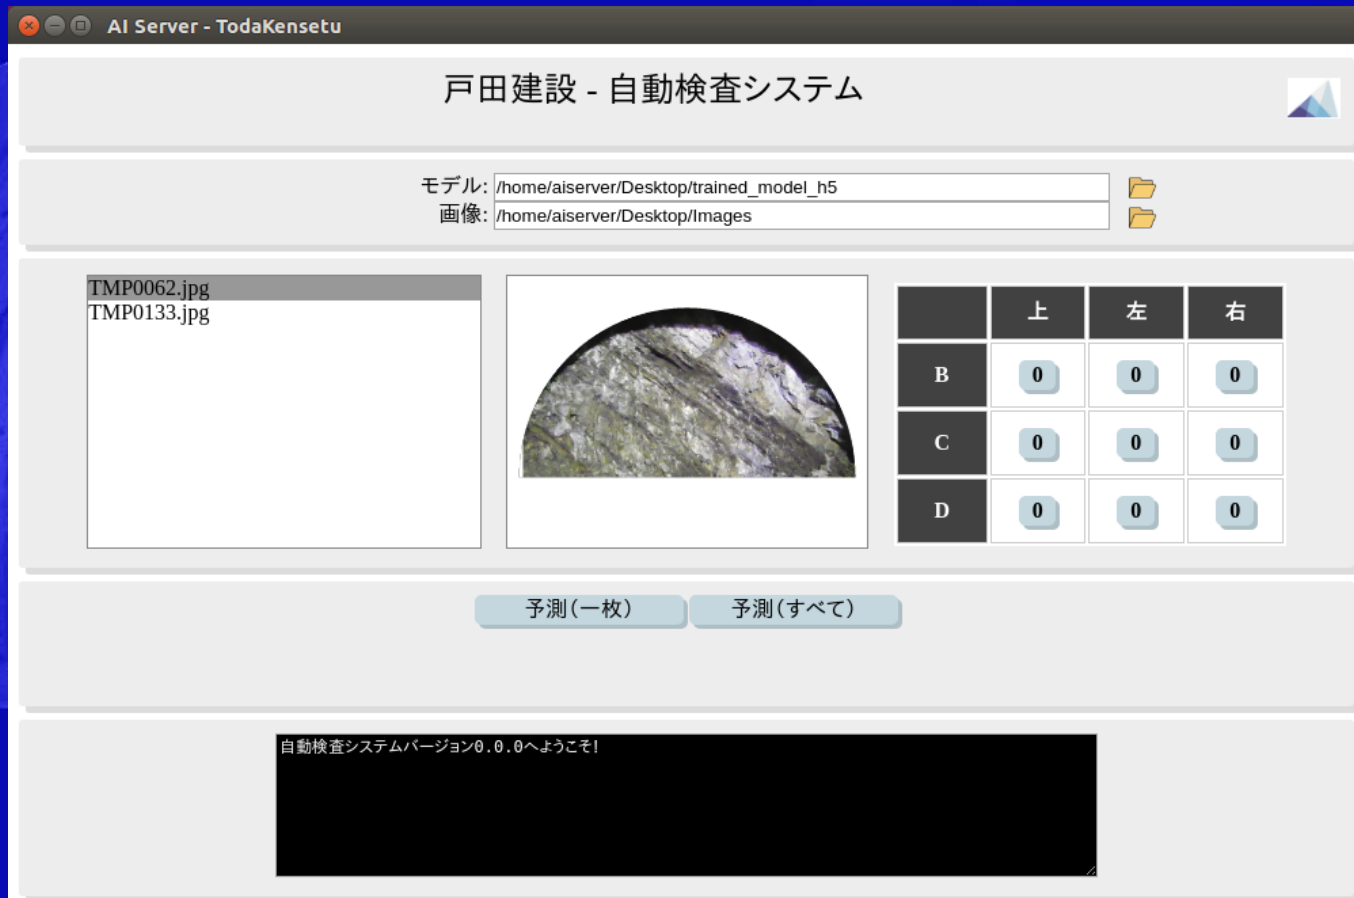 AI Server - TodaKensetu
戸田建設 - 自動検査システム
モデル: /home/aiserver/Desktop/trained_model_h5
画像: /home/aiserver/Desktop/Images
TMP0062.jpg
TMP0133.jpg
上 左 右
B 0 0 0
C 0 0 0
D 0 0 0
予測(一枚) 予測(すべて)
自動検査システムバージョン0.0.0へようこそ!